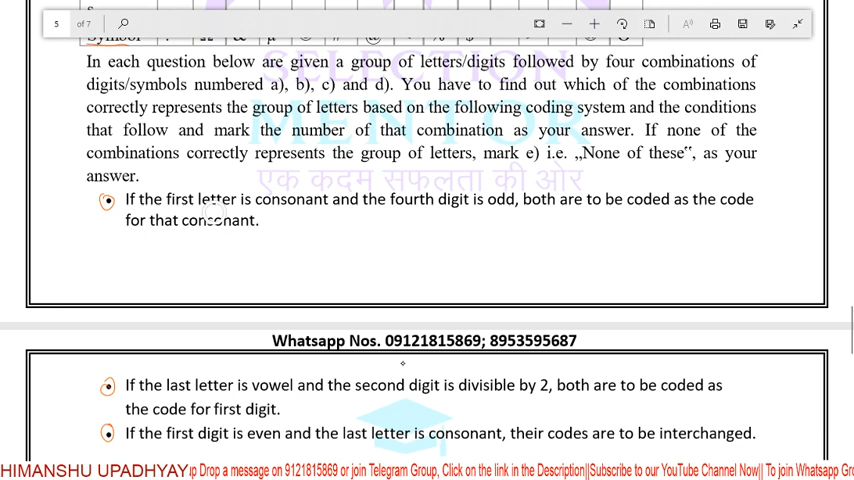 5 of 7
Symbol
In each question below are given a group of letters/digits followed by four combinations of
digits/symbols numbered a), b), c) and d). You have to find out which of the combinations
correctly represents the group of letters based on the following coding system and the conditions
that follow and mark the number of that combination as your answer. If none of the
combinations correctly represents the group of letters, mark e) i.e. „None of these‟, as your
answer.
SELECTION
MENTOR
एक कदम सफलता की ओर
If the first letter is consonant and the fourth digit is odd, both are to be coded as the code
for that consonant.
Whatsapp Nos. 09121815869; 8953595687
If the last letter is vowel and the second digit is divisible by 2, both are to be coded as
the code for first digit.
If the first digit is even and the last letter is consonant, their codes are to be interchanged.
HIMANSHU UPADHYAY up Drop a message on 9121815869 or join Telegram Group, Click on the link in the Description||Subscribe to our YouTube Channel Now|| To join Whatsapp Gro